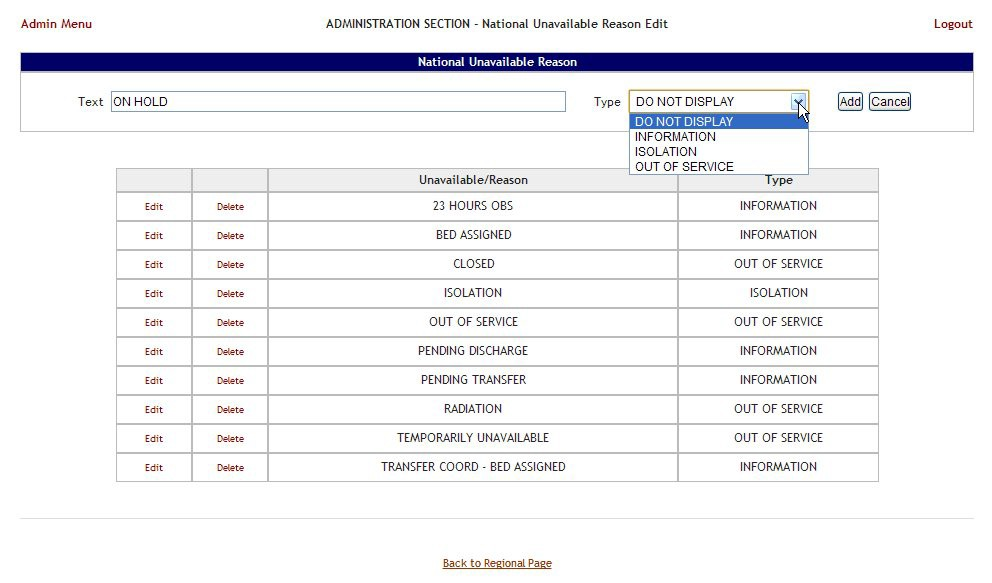 Admin Menu ADMINISTRATION SECTION - National Unavailable Reason Edit Logout
National Unavailable Reason
Text ON HOLD Type DO NOT DISPLAY Add Cancel
DO NOT DISPLAY
INFORMATION
ISOLATION
OUT OF SERVICE
Unavailable/Reason Type
Edit Delete 23 HOURS OBS INFORMATION
Edit Delete BED ASSIGNED INFORMATION
Edit Delete CLOSED OUT OF SERVICE
Edit Delete ISOLATION ISOLATION
Edit Delete OUT OF SERVICE OUT OF SERVICE
Edit Delete PENDING DISCHARGE INFORMATION
Edit Delete PENDING TRANSFER INFORMATION
Edit Delete RADIATION OUT OF SERVICE
Edit Delete TEMPORARILY UNAVAILABLE OUT OF SERVICE
Edit Delete TRANSFER COORD - BED ASSIGNED INFORMATION
Back to Regional Page